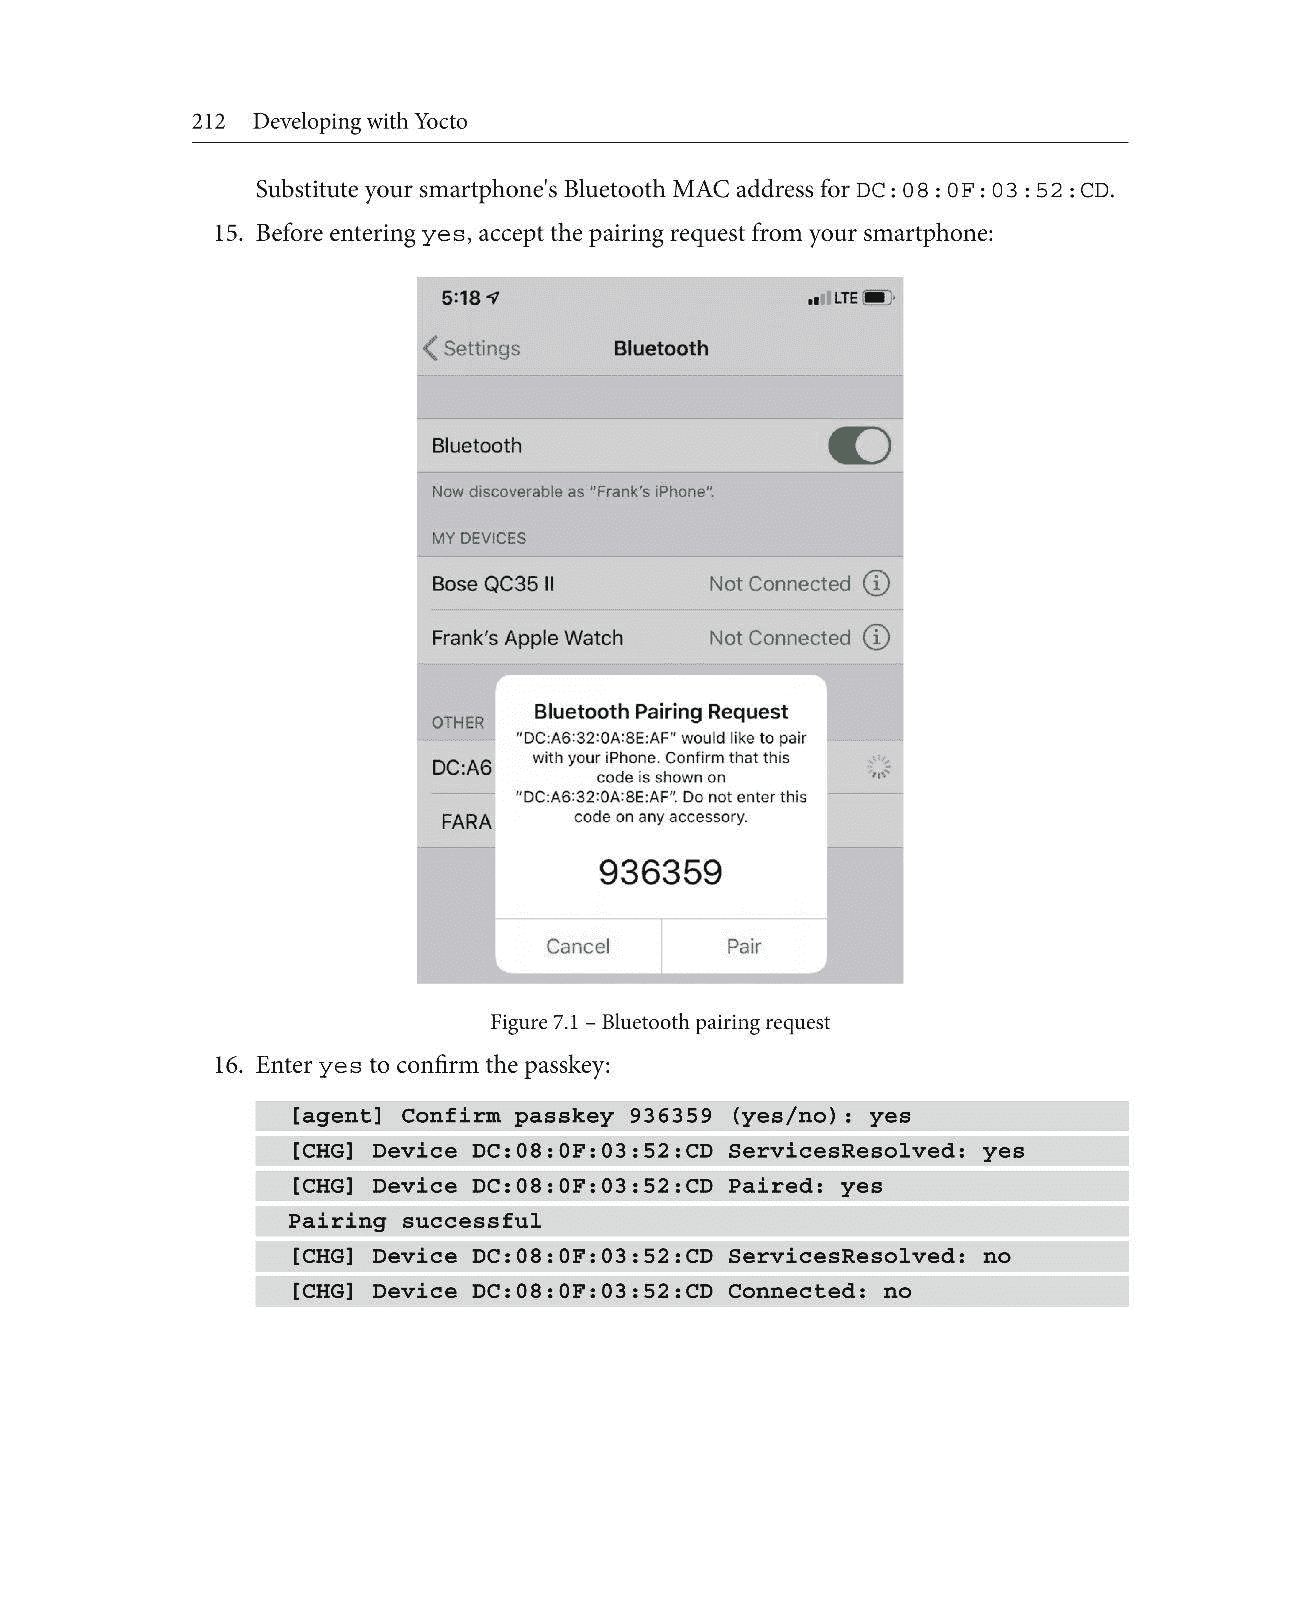 212 Developing with Yocto
Substitute your smartphone's Bluetooth MAC address for DC:08:0F:03:52:CD.
15. Before entering yes, accept the pairing request from your smartphone:
5:18 LTE
Settings Bluetooth
Bluetooth
Now discoverable as "Frank's iPhone".
MY DEVICES
Bose QC35 II Not Connected i
Frank's Apple Watch Not Connected i
OTHER
DC:A6
FARA
Bluetooth Pairing Request
"DC:A6:32:0A:8E:AF" would like to pair
with your iPhone. Confirm that this
code is shown on
"DC:A6:32:0A:8E:AF". Do not enter this
code on any accessory.
936359
Cancel Pair
Figure 7.1 – Bluetooth pairing request
16. Enter yes to confirm the passkey:
[agent] Confirm passkey 936359 (yes/no): yes
[CHG] Device DC:08:0F:03:52:CD ServicesResolved: yes
[CHG] Device DC:08:0F:03:52:CD Paired: yes
Pairing successful
[CHG] Device DC:08:0F:03:52:CD ServicesResolved: no
[CHG] Device DC:08:0F:03:52:CD Connected: no